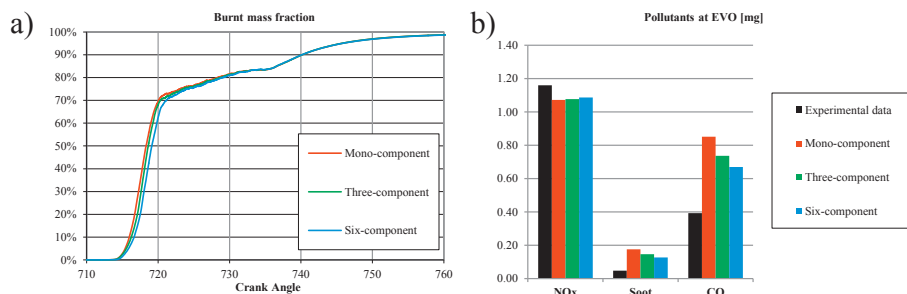 a)
Burnt mass fraction
100%
90%
80%
70%
60%
50%
40%
30%
20%
10%
0%
710
720
730
740
750
760
Crank Angle
Mono-component
Three-component
Six-component
b)
Pollutants at EVO [mg]
1.40
1.20
1.00
0.80
0.60
0.40
0.20
0.00
NOx
Soot
CO
Experimental data
Mono-component
Three-component
Six-component